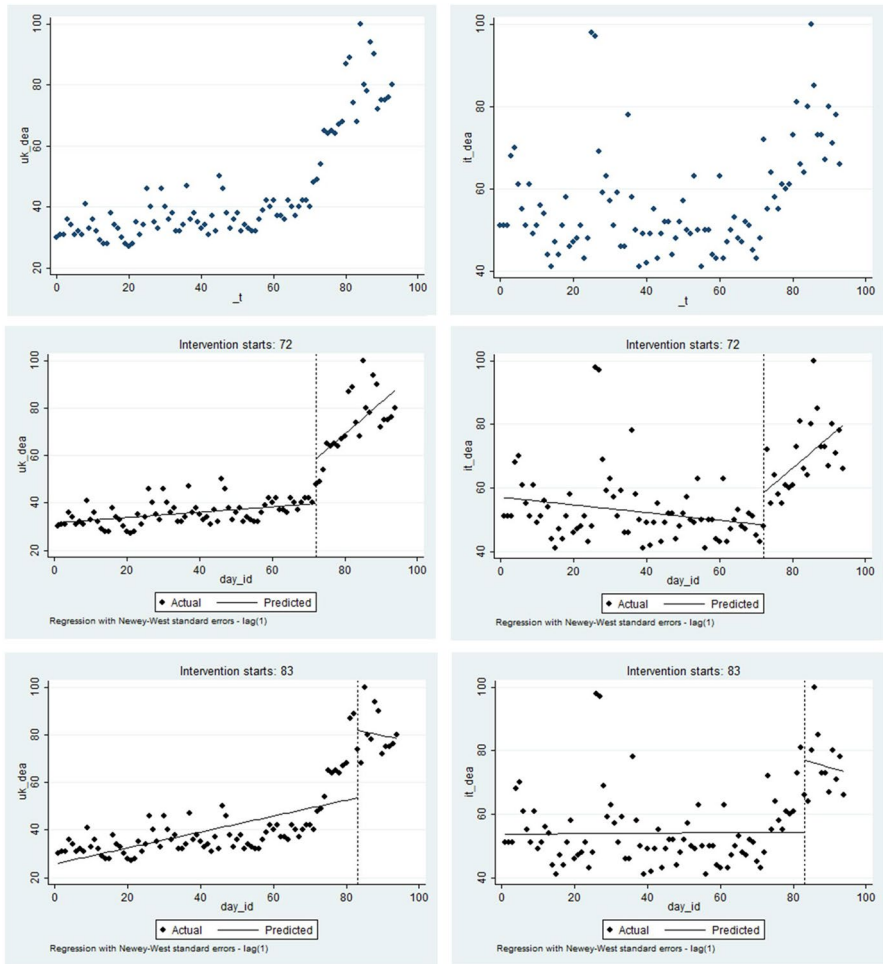 uk_dea
20 40 60 80 100
0 20 40 60 80 100
_t
it_dea
40 60 80 100
0 20 40 60 80 100
_t
Intervention starts: 72
uk_dea
20 40 60 80 100
0 20 40 60 80 100
day_id
Actual Predicted
Regression with Newey-West standard errors - lag(1)
Intervention starts: 72
it_dea
40 60 80 100
0 20 40 60 80 100
day_id
Actual Predicted
Regression with Newey-West standard errors - lag(1)
Intervention starts: 83
uk_dea
20 40 60 80 100
0 20 40 60 80 100
day_id
Actual Predicted
Regression with Newey-West standard errors - lag(1)
Intervention starts: 83
it_dea
40 60 80 100
0 20 40 60 80 100
day_id
Actual Predicted
Regression with Newey-West standard errors - lag(1)